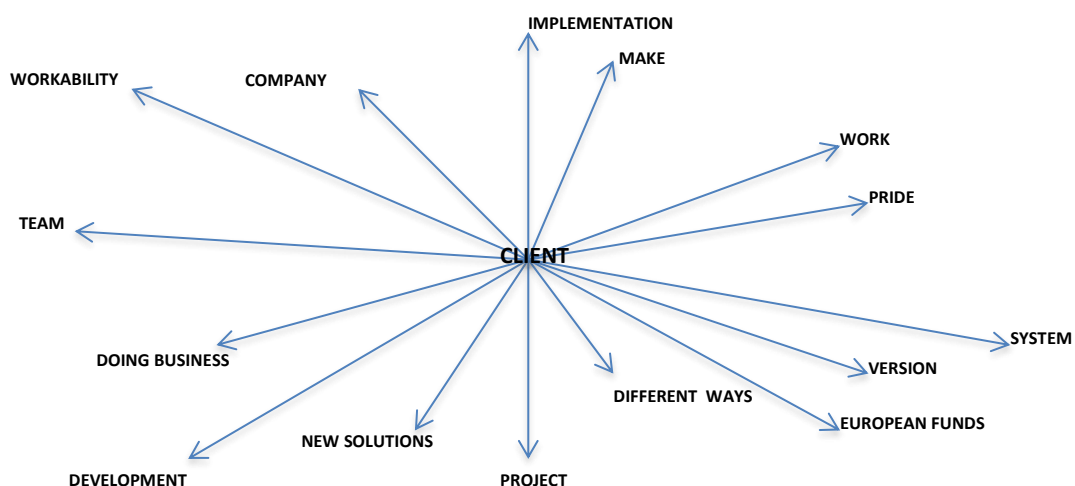 IMPLEMENTATION
MAKE
WORKABILITY
COMPANY
WORK
PRIDE
TEAM
CLIENT
SYSTEM
DOING BUSINESS
VERSION
DIFFERENT WAYS
EUROPEAN FUNDS
NEW SOLUTIONS
DEVELOPMENT
PROJECT